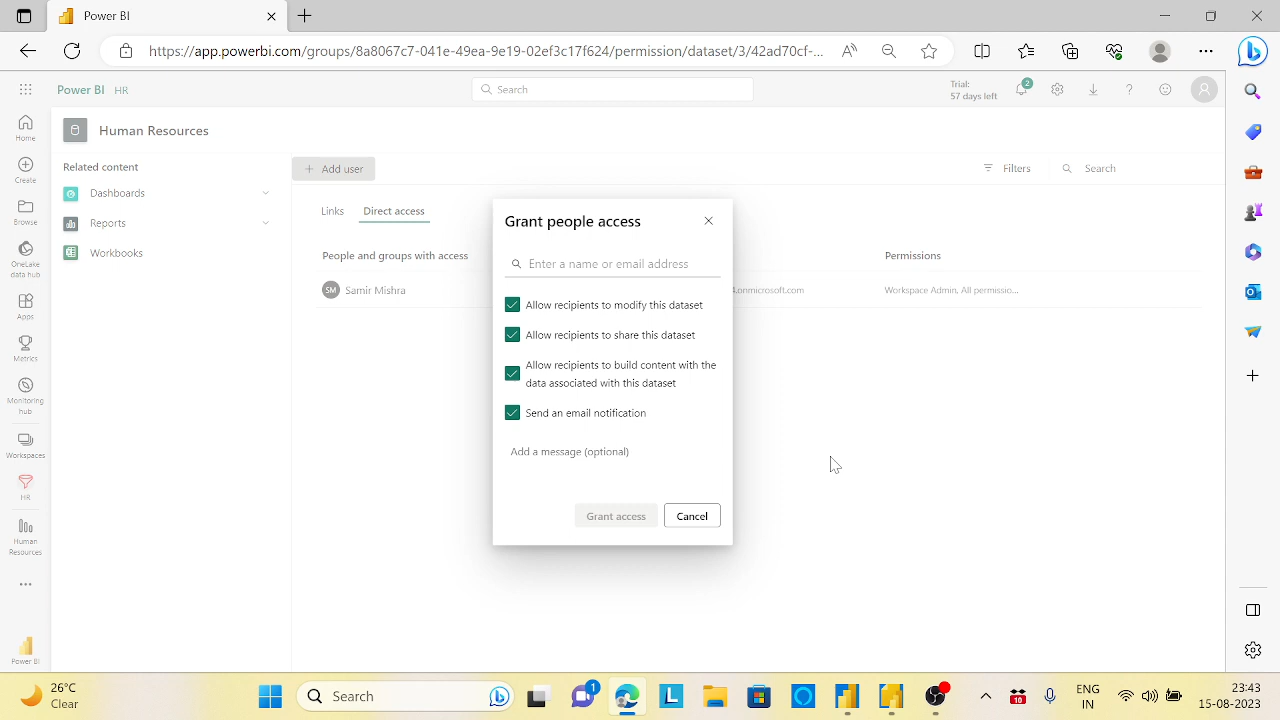 Power BI
https://app.powerbi.com/groups/8a8067c7-041e-49ea-9e19-02ef3c17f624/permission/dataset/3/42ad70cf-...
Power BI HR
Search
Trial:
57 days left
2
Human Resources
Home
Create
Browse
OneLake
data hub
Apps
Metrics
Monitoring
hub
Workspaces
HR
Human
Resources
Power BI
Related content
Dashboards
Reports
Workbooks
Add user
Filters
Search
Links
Direct access
People and groups with access
Permissions
SM
Samir Mishra
.onmicrosoft.com
Workspace Admin, All permissio...
Grant people access
Enter a name or email address
Allow recipients to modify this dataset
Allow recipients to share this dataset
Allow recipients to build content with the
data associated with this dataset
Send an email notification
Add a message (optional)
Grant access
Cancel
26°C
Clear
Search
1
L
10
ENG
IN
23:43
15-08-2023